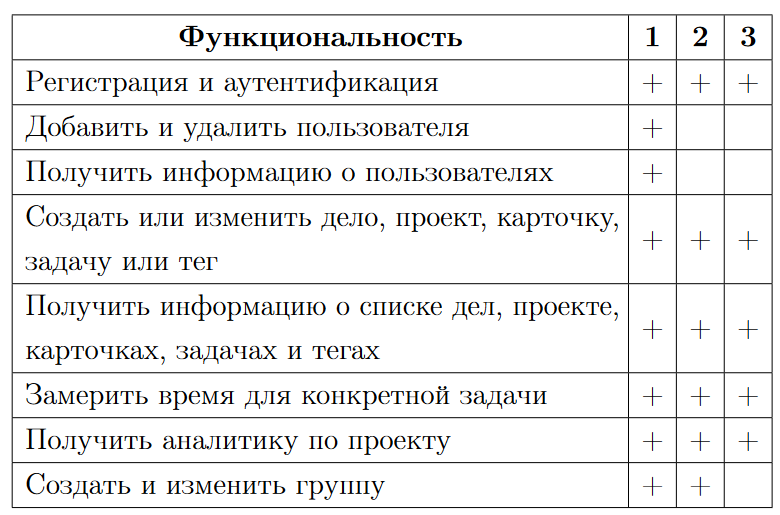 Функциональность 1 2 3
Регистрация и аутентификация + + +
Добавить и удалить пользователя +
Получить информацию о пользователях +
Создать или изменить дело, проект, карточку,
задачу или тег + + +
Получить информацию о списке дел, проекте,
карточках, задачах и тегах + + +
Замерить время для конкретной задачи + + +
Получить аналитику по проекту + + +
Создать и изменить группу + +